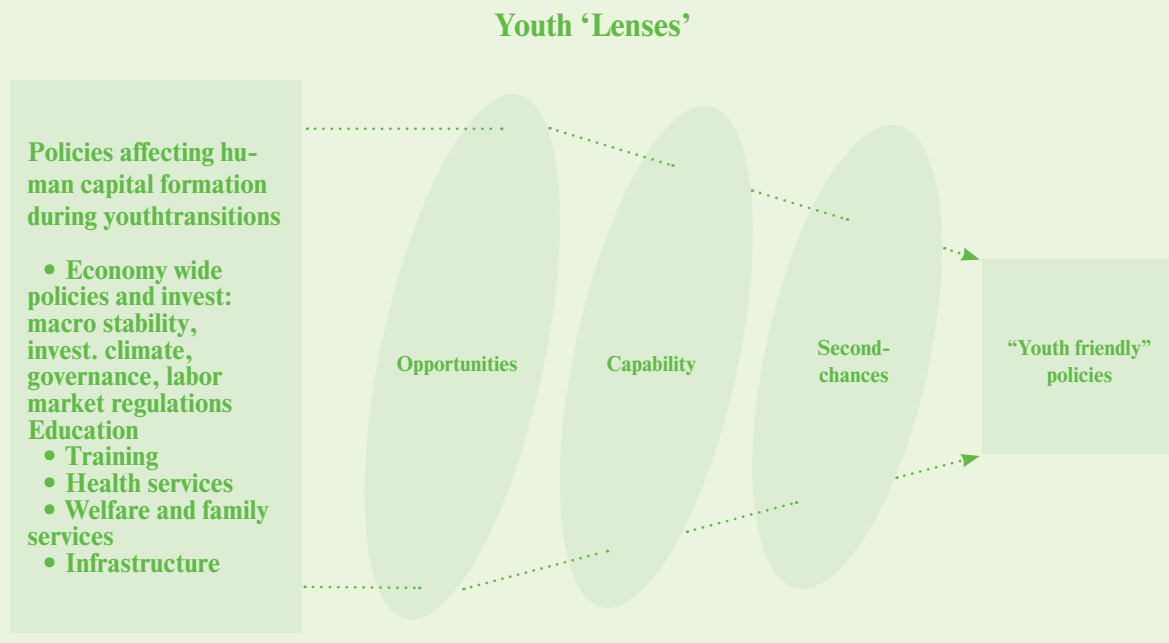 Youth ‘Lenses’
Policies affecting hu-
man capital formation
during youthtransitions
• Economy wide
policies and invest:
macro stability,
invest. climate,
governance, labor
market regulations
Education
• Training
• Health services
• Welfare and family
services
• Infrastructure
Opportunities
Capability
Second-
chances
“Youth friendly”
policies